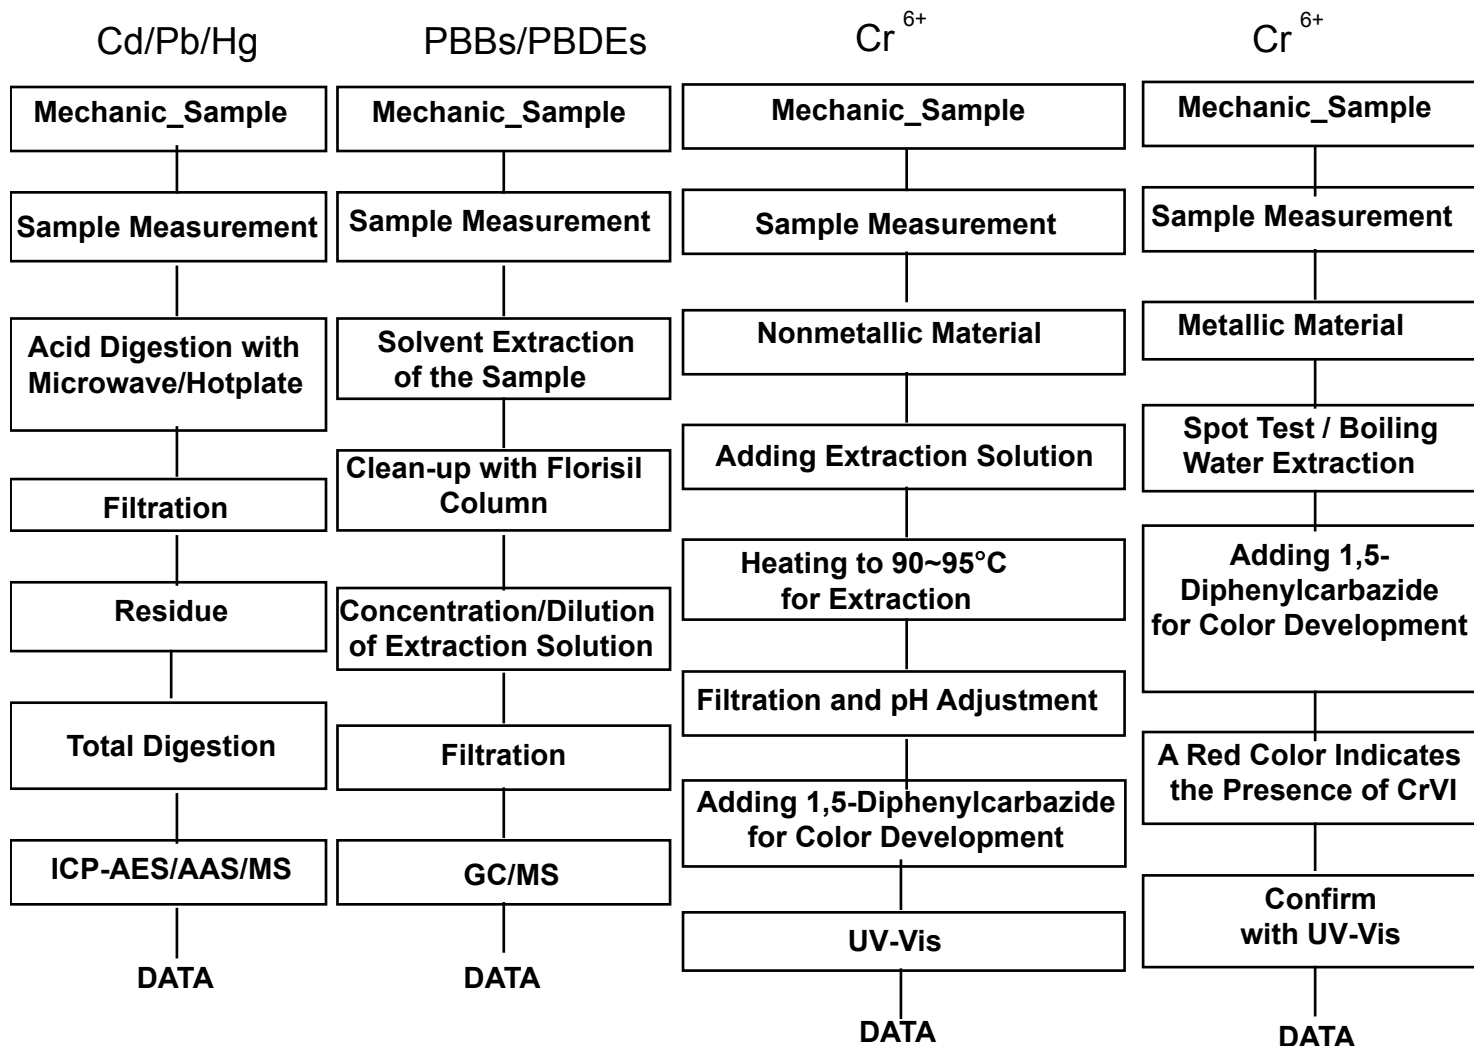 Cd/Pb/Hg
Mechanic_Sample
Sample Measurement
Acid Digestion with
Microwave/Hotplate
Filtration
Residue
Total Digestion
ICP-AES/AAS/MS
DATA
PBBs/PBDEs
Mechanic_Sample
Sample Measurement
Solvent Extraction
of the Sample
Clean-up with Florisil
Column
Concentration/Dilution
of Extraction Solution
Filtration
GC/MS
DATA
Cr 6+
Mechanic_Sample
Sample Measurement
Nonmetallic Material
Adding Extraction Solution
Heating to 90~95°C
for Extraction
Filtration and pH Adjustment
Adding 1,5-Diphenylcarbazide
for Color Development
UV-Vis
DATA
Cr 6+
Mechanic_Sample
Sample Measurement
Metallic Material
Spot Test / Boiling
Water Extraction
Adding 1,5-
Diphenylcarbazide
for Color Development
A Red Color Indicates
the Presence of CrVI
Confirm
with UV-Vis
DATA